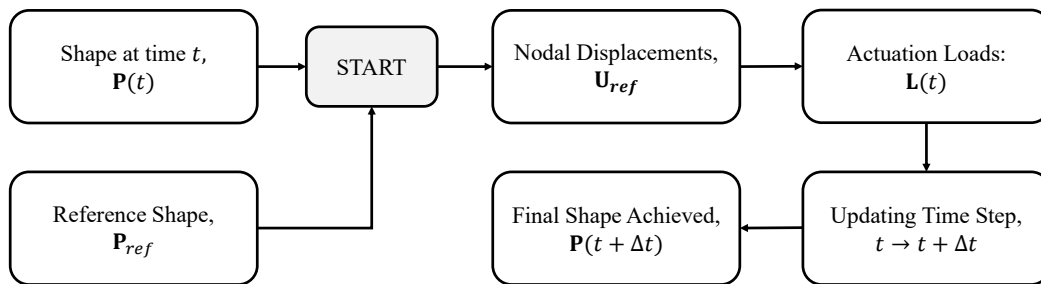 Shape at time t,
P(t)
START
Nodal Displacements,
U_ref
Actuation Loads:
L(t)
Reference Shape,
P_ref
Final Shape Achieved,
P(t + Δt)
Updating Time Step,
t → t + Δt